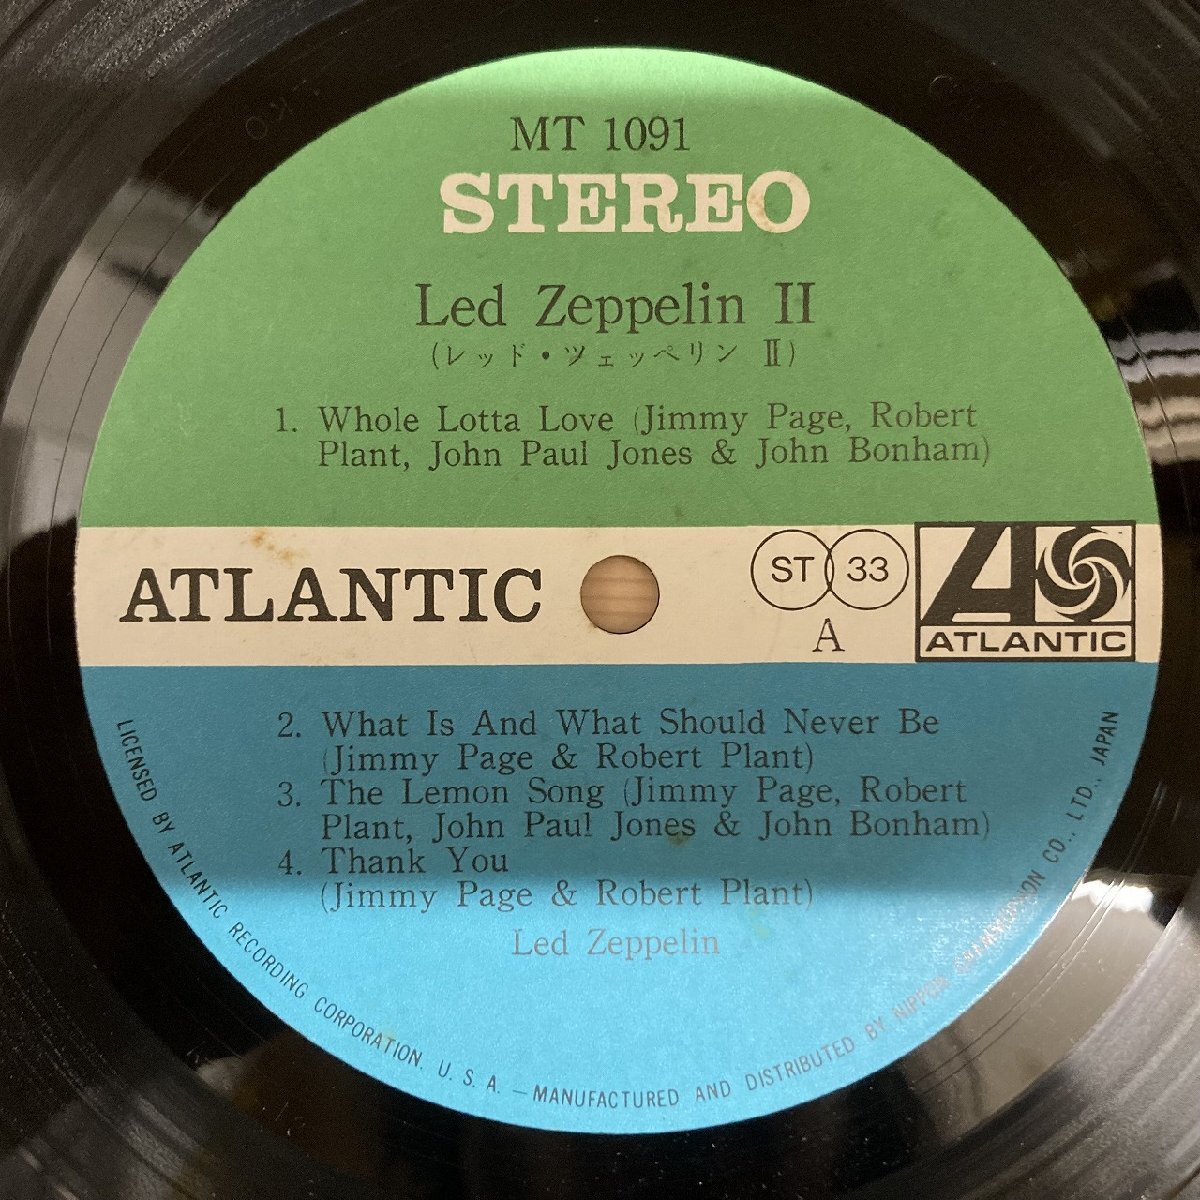 MT 1091
STEREO
Led Zeppelin II
(レッド・ツェッペリン Ⅱ)
1. Whole Lotta Love (Jimmy Page, Robert
Plant, John Paul Jones & John Bonham)
ATLANTIC
ST 33
A
ATLANTIC
2. What Is And What Should Never Be
(Jimmy Page & Robert Plant)
3. The Lemon Song (Jimmy Page, Robert
Plant, John Paul Jones & John Bonham)
4. Thank You
(Jimmy Page & Robert Plant)
Led Zeppelin
LICENSED BY ATLANTIC RECORDING CORPORATION, U. S. A. — MANUFACTURED AND DISTRIBUTED BY NIPPON GRAMMOPHON CO., LTD., JAPAN